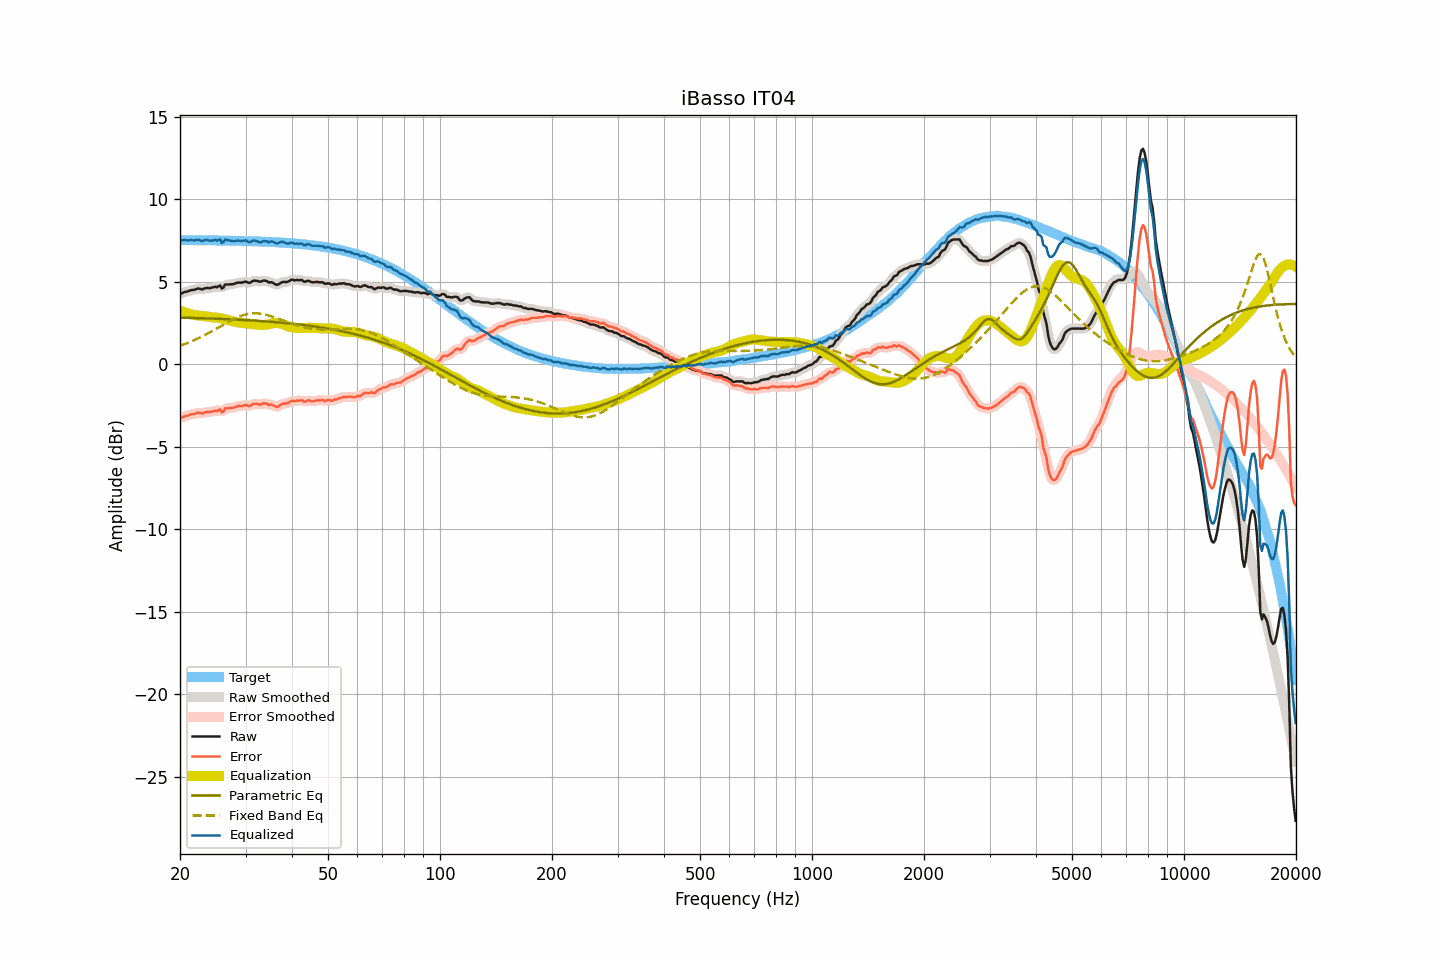 iBasso IT04
15
10
5
0
−5
−10
−15
−20
−25
Amplitude (dBr)
Target
Raw Smoothed
Error Smoothed
Raw
Error
Equalization
Parametric Eq
Fixed Band Eq
Equalized
20 50 100 200 500 1000 2000 5000 10000 20000
Frequency (Hz)